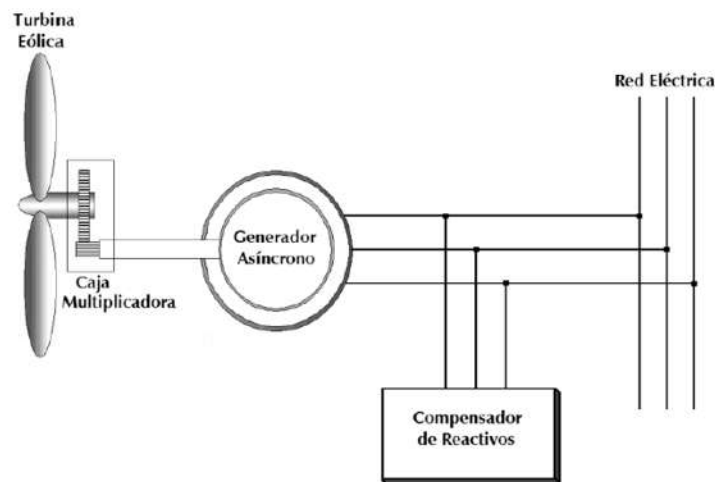 Turbina
Eólica
Red Eléctrica
Generador
Asíncrono
Caja
Multiplicadora
Compensador
de Reactivos